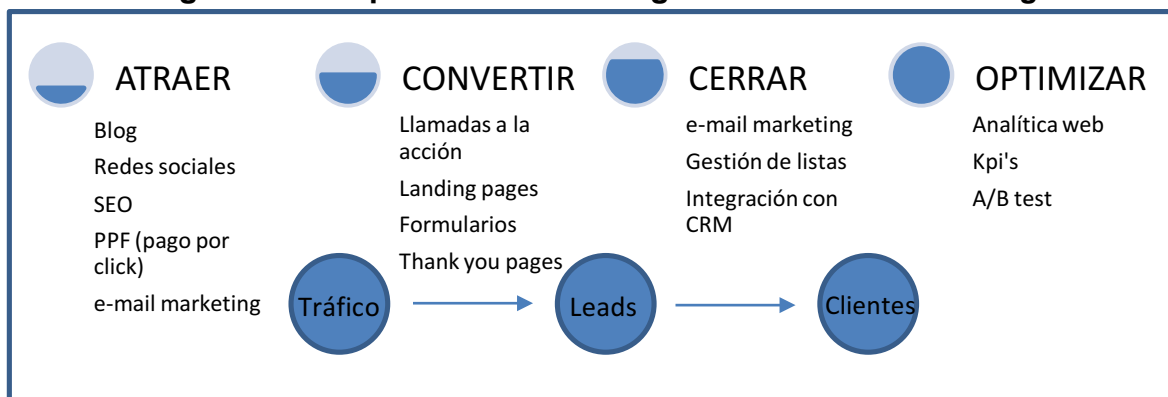 ATRAER
Blog
Redes sociales
SEO
PPF (pago por
click)
e-mail marketing
CONVERTIR
Llamadas a la
acción
Landing pages
Formularios
Thank you pages
CERRAR
e-mail marketing
Gestión de listas
Integración con
CRM
OPTIMIZAR
Analítica web
Kpi's
A/B test
Tráfico
Leads
Clientes